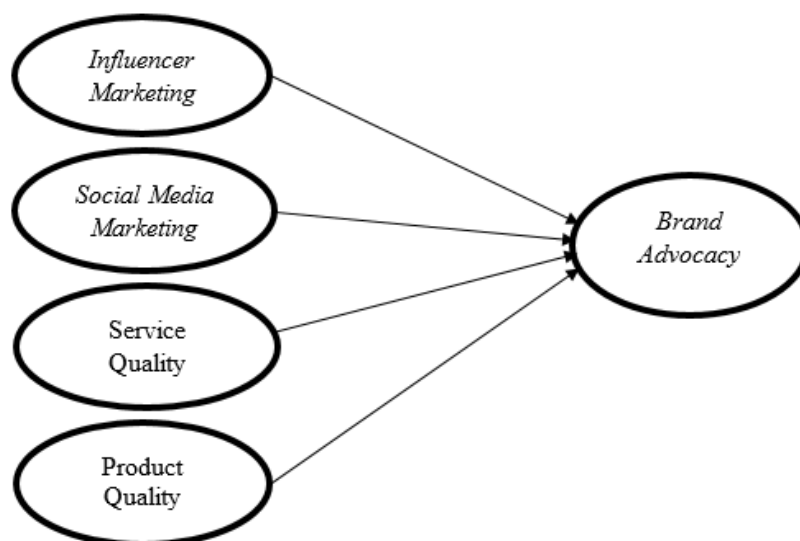 Influencer
Marketing
Social Media
Marketing
Service
Quality
Product
Quality
Brand
Advocacy